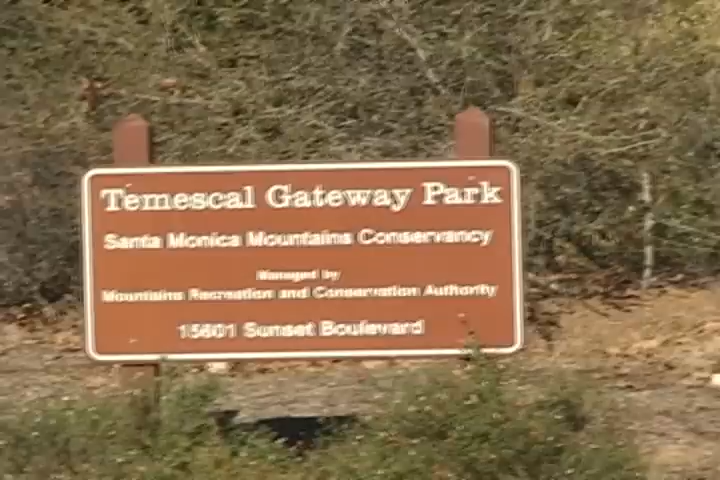 Temescal Gateway Park
Santa Monica Mountains Conservancy
Managed by
Mountains Recreation and Conservation Authority
15601 Sunset Boulevard